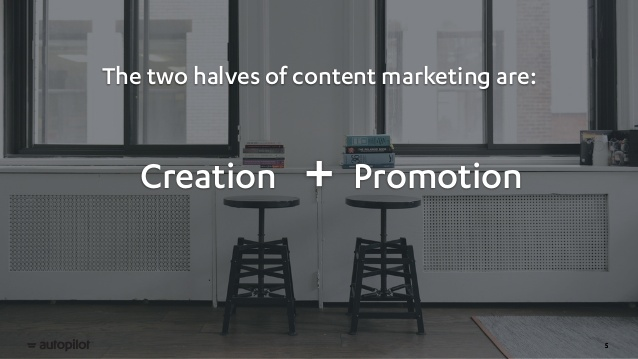 The two halves of content marketing are:
Creation + Promotion
autopilot
5